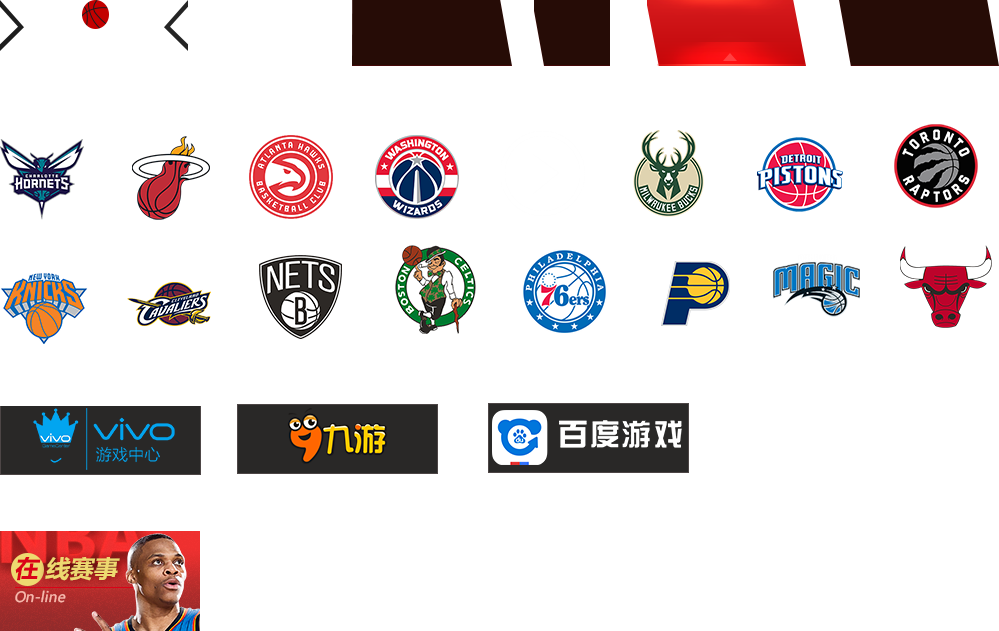 CHARLOTTE
HORNETS
ATLANTA HAWKS
BASKETBALL CLUB
WASHINGTON
WIZARDS
MILWAUKEE BUCKS
DETROIT
PISTONS
TORONTO
RAPTORS
NEW YORK
KNICKS
CLEVELAND
CAVALIERS
NETS
B
BOSTON
CELTICS
PHILADELPHIA
76ers
P
MAGIC
vivo
vivo
游戏中心
九游
百度游戏
NBA
在线赛事
On-line